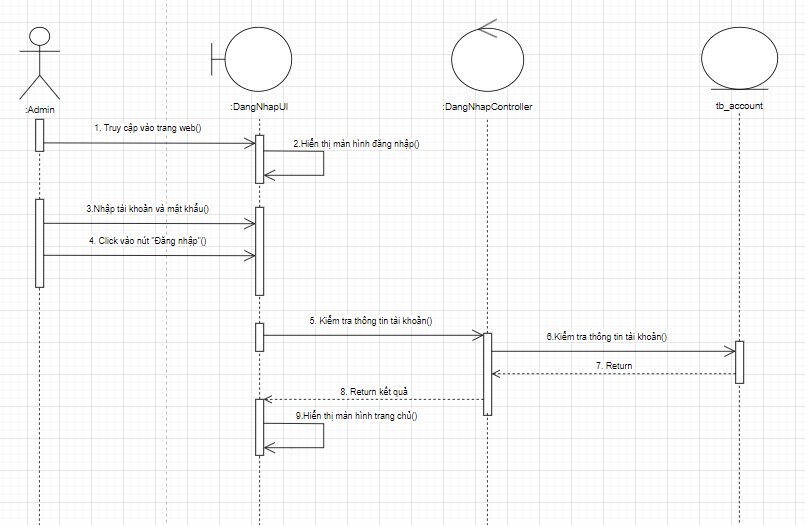 :Admin
:DangNhapUI
:DangNhapController
tb_account
1. Truy cập vào trang web()
2.Hiển thị màn hình đăng nhập()
3.Nhập tài khoản và mật khẩu()
4. Click vào nút "Đăng nhập"()
5. Kiểm tra thông tin tài khoản()
6.Kiểm tra thông tin tài khoản()
7. Return
8. Return kết quả
9.Hiển thị màn hình trang chủ()